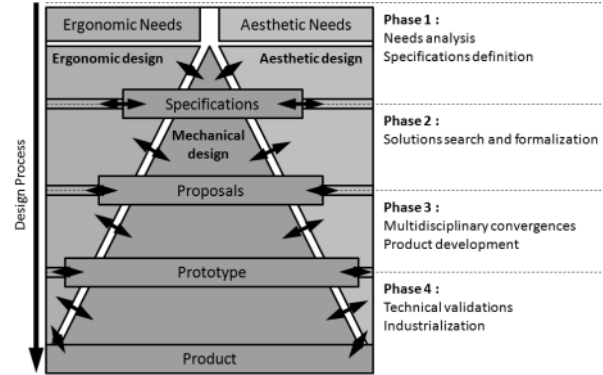 Ergonomic Needs
Aesthetic Needs
Ergonomic design
Aesthetic design
Specifications
Mechanical
design
Proposals
Prototype
Product
Design Process
Phase 1 :
Needs analysis
Specifications definition
Phase 2 :
Solutions search and formalization
Phase 3 :
Multidisciplinary convergences
Product development
Phase 4 :
Technical validations
Industrialization